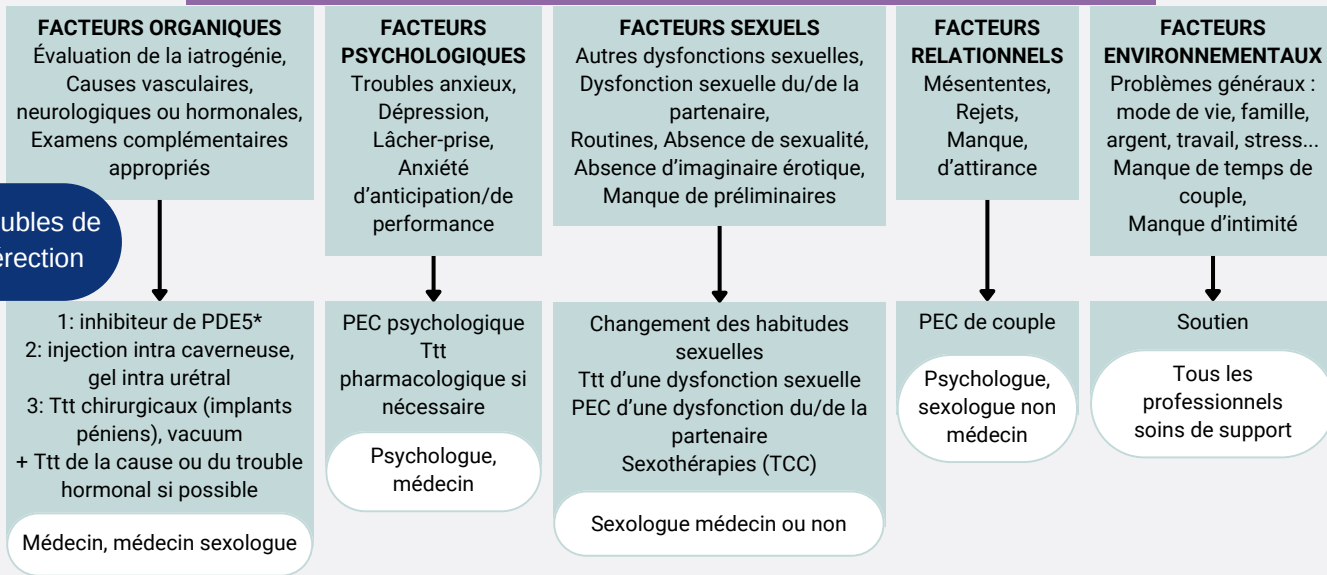 FACTEURS ORGANIQUES
Évaluation de la iatrogénie,
Causes vasculaires,
neurologiques ou hormonales,
Examens complémentaires
appropriés
FACTEURS
PSYCHOLOGIQUES
Troubles anxieux,
Dépression,
Lâcher-prise,
Anxiété
d'anticipation/de
performance
FACTEURS SEXUELS
Autres dysfonctions sexuelles,
Dysfonction sexuelle du/de la
partenaire,
Routines, Absence de sexualité,
Absence d'imaginaire érotique,
Manque de préliminaires
FACTEURS
RELATIONNELS
Mésententes,
Rejets,
Manque,
d'attirance
FACTEURS
ENVIRONNEMENTAUX
Problèmes généraux :
mode de vie, famille,
argent, travail, stress...
Manque de temps de
couple,
Manque d'intimité
ubles de
érection
1: inhibiteur de PDE5*
2: injection intra caverneuse,
gel intra urétral
3: Ttt chirurgicaux (implants
péniens), vacuum
+ Ttt de la cause ou du trouble
hormonal si possible
Médecin, médecin sexologue
PEC psychologique
Ttt
pharmacologique si
nécessaire
Psychologue,
médecin
Changement des habitudes
sexuelles
Ttt d'une dysfonction sexuelle
PEC d'une dysfonction du/de la
partenaire
Sexothérapies (TCC)
Sexologue médecin ou non
PEC de couple
Psychologue,
sexologue non
médecin
Soutien
Tous les
professionnels
soins de support